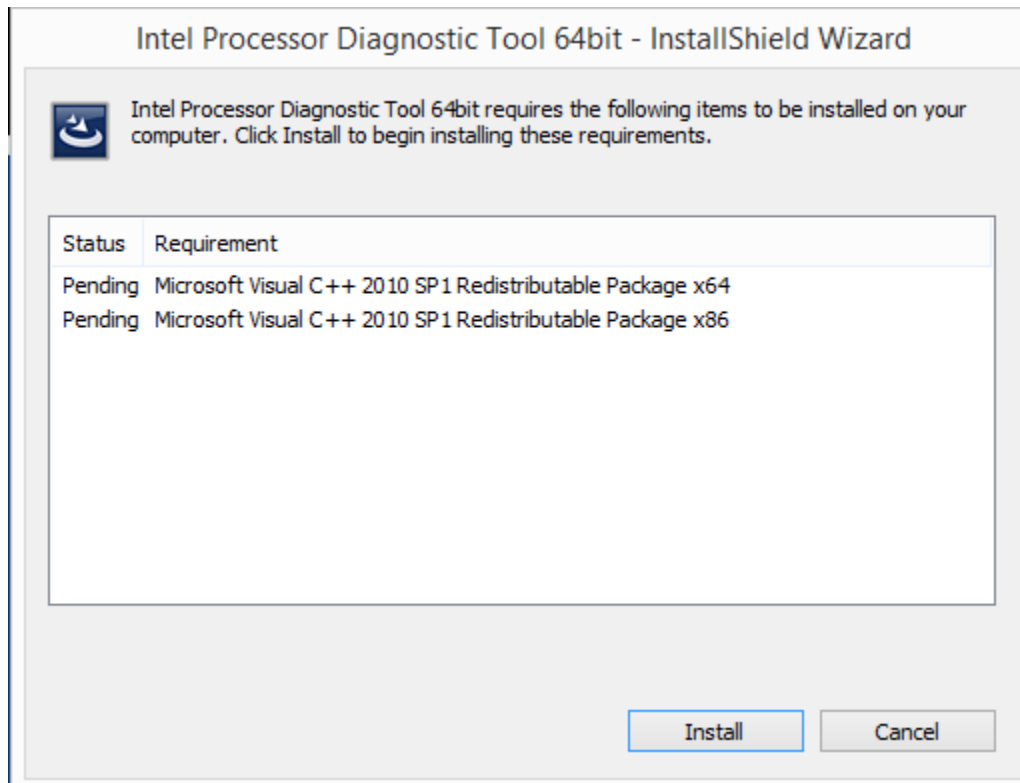 Intel Processor Diagnostic Tool 64bit - InstallShield Wizard
Intel Processor Diagnostic Tool 64bit requires the following items to be installed on your
computer. Click Install to begin installing these requirements.
Status Requirement
Pending Microsoft Visual C++ 2010 SP1 Redistributable Package x64
Pending Microsoft Visual C++ 2010 SP1 Redistributable Package x86
Install Cancel